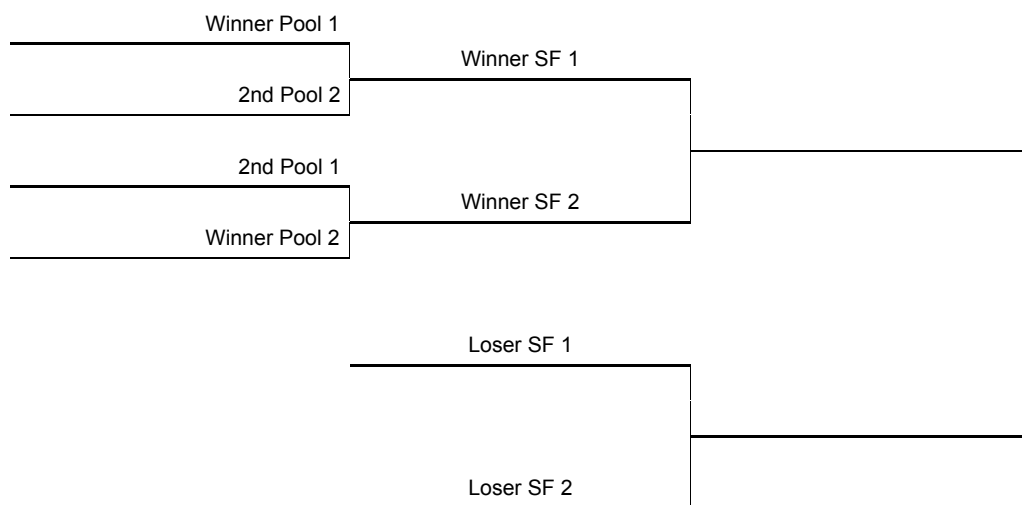 Winner Pool 1
Winner SF 1
2nd Pool 2
2nd Pool 1
Winner SF 2
Winner Pool 2
Loser SF 1
Loser SF 2